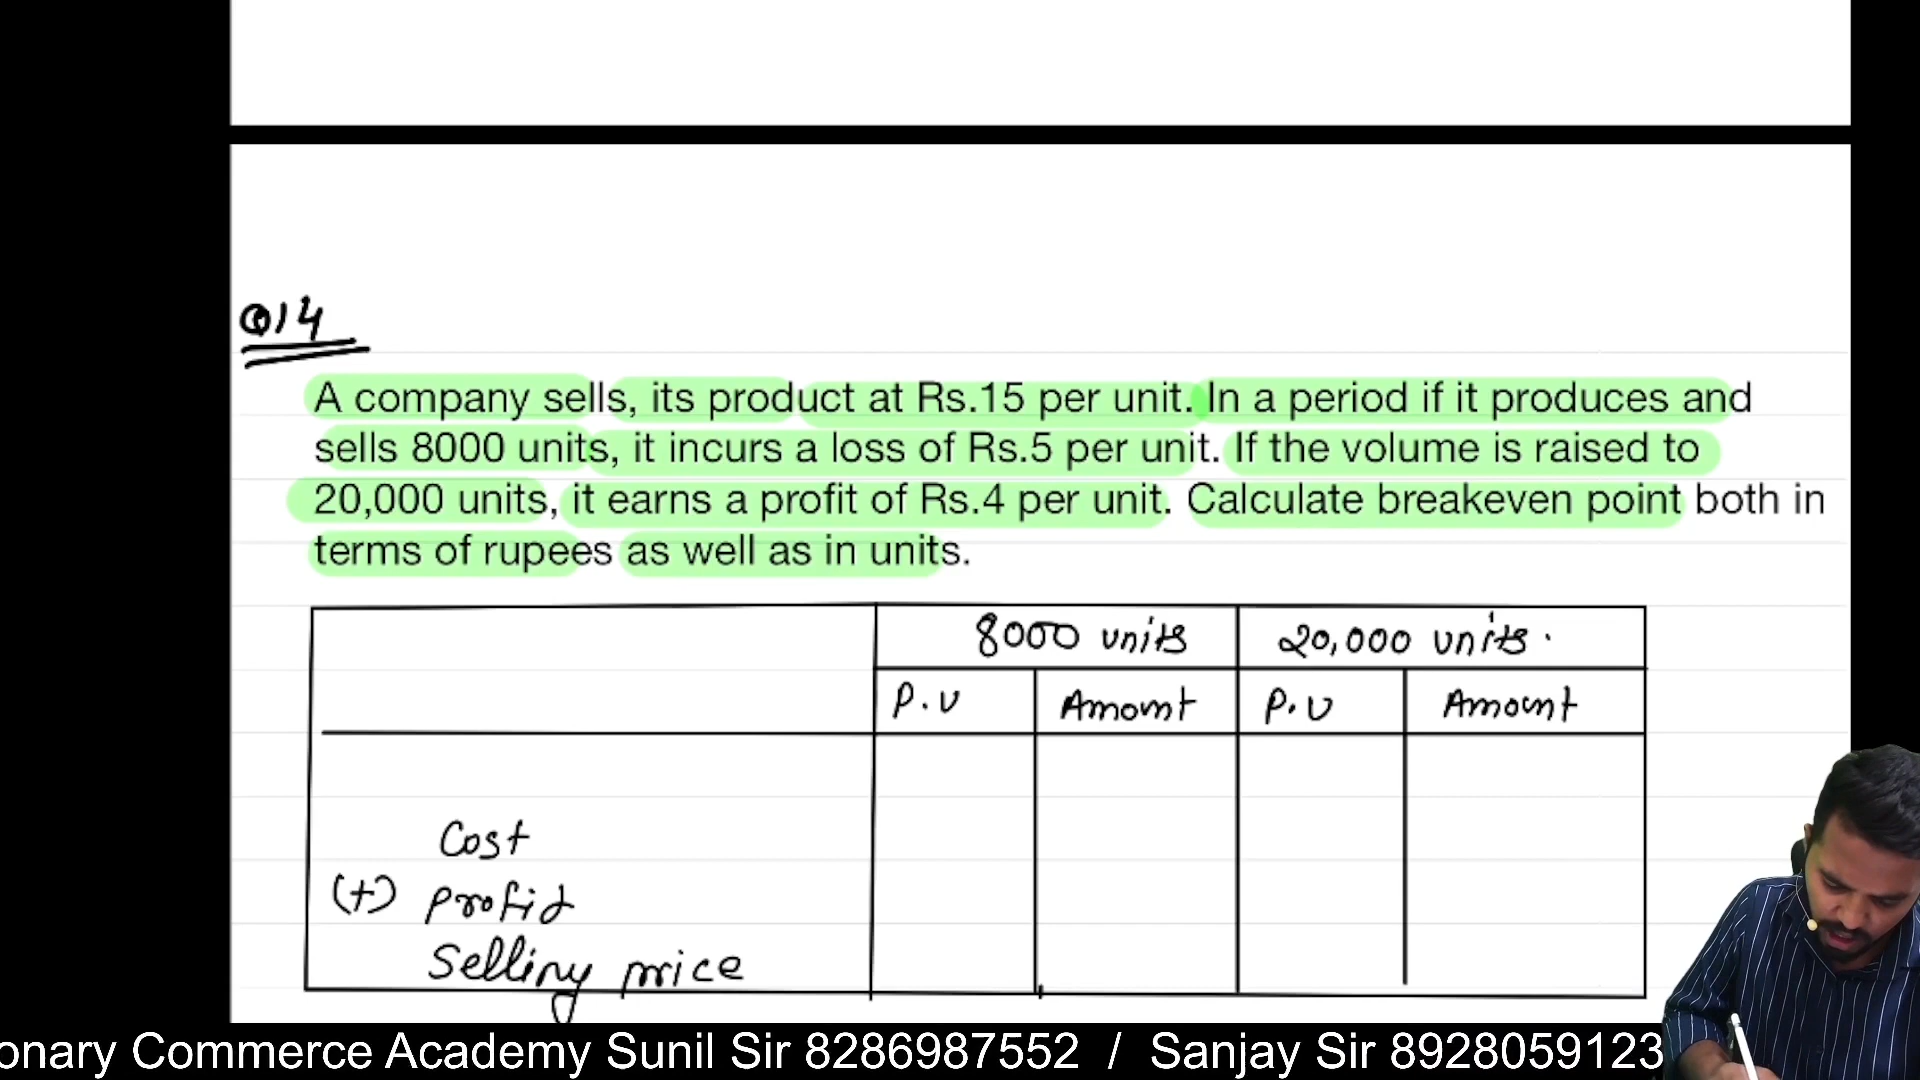 Q14
A company sells, its product at Rs.15 per unit. In a period if it produces and
sells 8000 units, it incurs a loss of Rs.5 per unit. If the volume is raised to
20,000 units, it earns a profit of Rs.4 per unit. Calculate breakeven point both in
terms of rupees as well as in units.
8000 units 20,000 units.
P.U Amount P.U Amount
Cost
(+) Profit
Selling price
onary Commerce Academy Sunil Sir 8286987552 / Sanjay Sir 8928059123